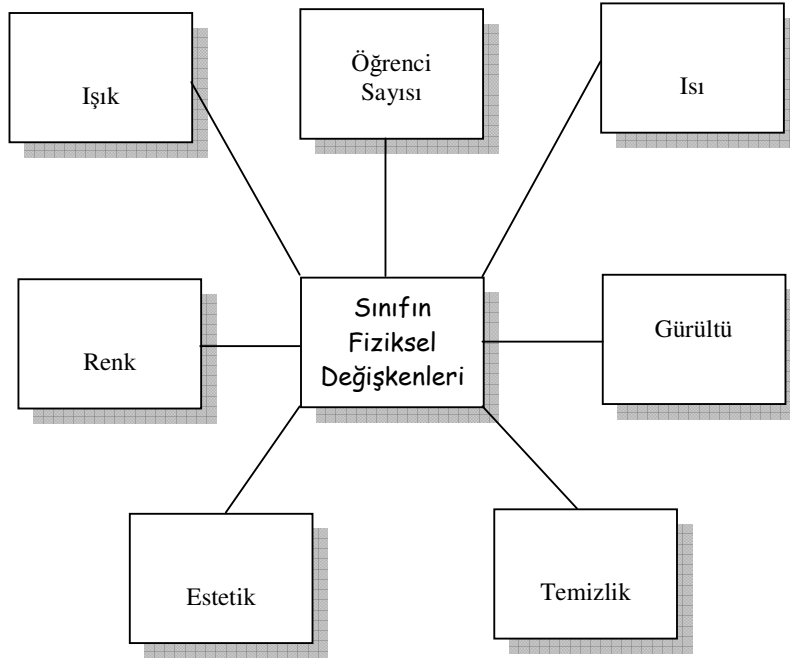 Işık
Öğrenci
Sayısı
Isı
Renk
Sınıfın
Fiziksel
Değişkenleri
Gürültü
Estetik
Temizlik